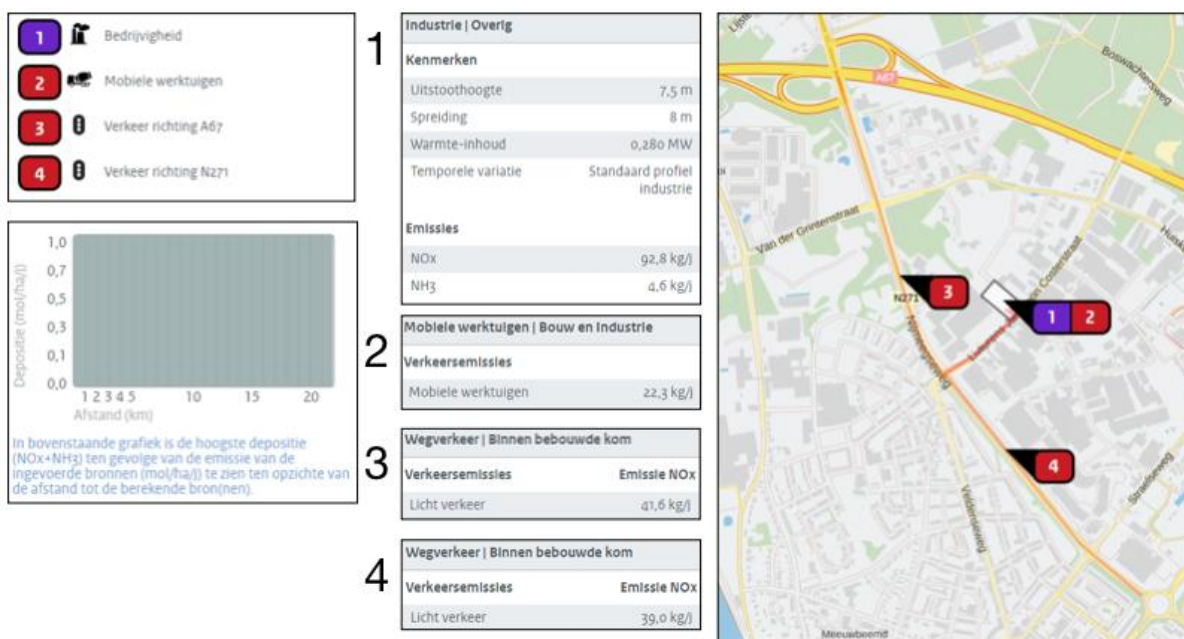 1 Bedrijvigheid
2 Mobiele werktuigen
3 Verkeer richting A67
4 Verkeer richting N271
Depositie (mol/ha/j)
1,0
0,7
0,5
0,3
0,1
0,0
1 2 3 4 5 10 15 20
Afstand (km)
In bovenstaande grafiek is de hoogste depositie
(NOx+NH3) ten gevolge van de emissie van de
ingevoerde bronnen (mol/ha/j) te zien ten opzichte van
de afstand tot de berekende bron(nen).
1
Industrie | Overig
Kenmerken
Uitstoothoogte 7,5 m
Spreiding 8 m
Warmte-inhoud 0,280 MW
Temporele variatie Standaard profiel
industrie
Emissies
NOx 92,8 kg/j
NH3 4,6 kg/j
2
Mobiele werktuigen | Bouw en Industrie
Verkeersemissies
Mobiele werktuigen 22,3 kg/j
3
Wegverkeer | Binnen bebouwde kom
Verkeersemissies Emissie NOx
Licht verkeer 41,6 kg/j
4
Wegverkeer | Binnen bebouwde kom
Verkeersemissies Emissie NOx
Licht verkeer 39,0 kg/j
A67
Boswachtersweg
Van der Grintenstraat
N271
3
1 2
Nijmeegseweg
4
Straelseweg
Veldenseweg
Meeuwbeemd